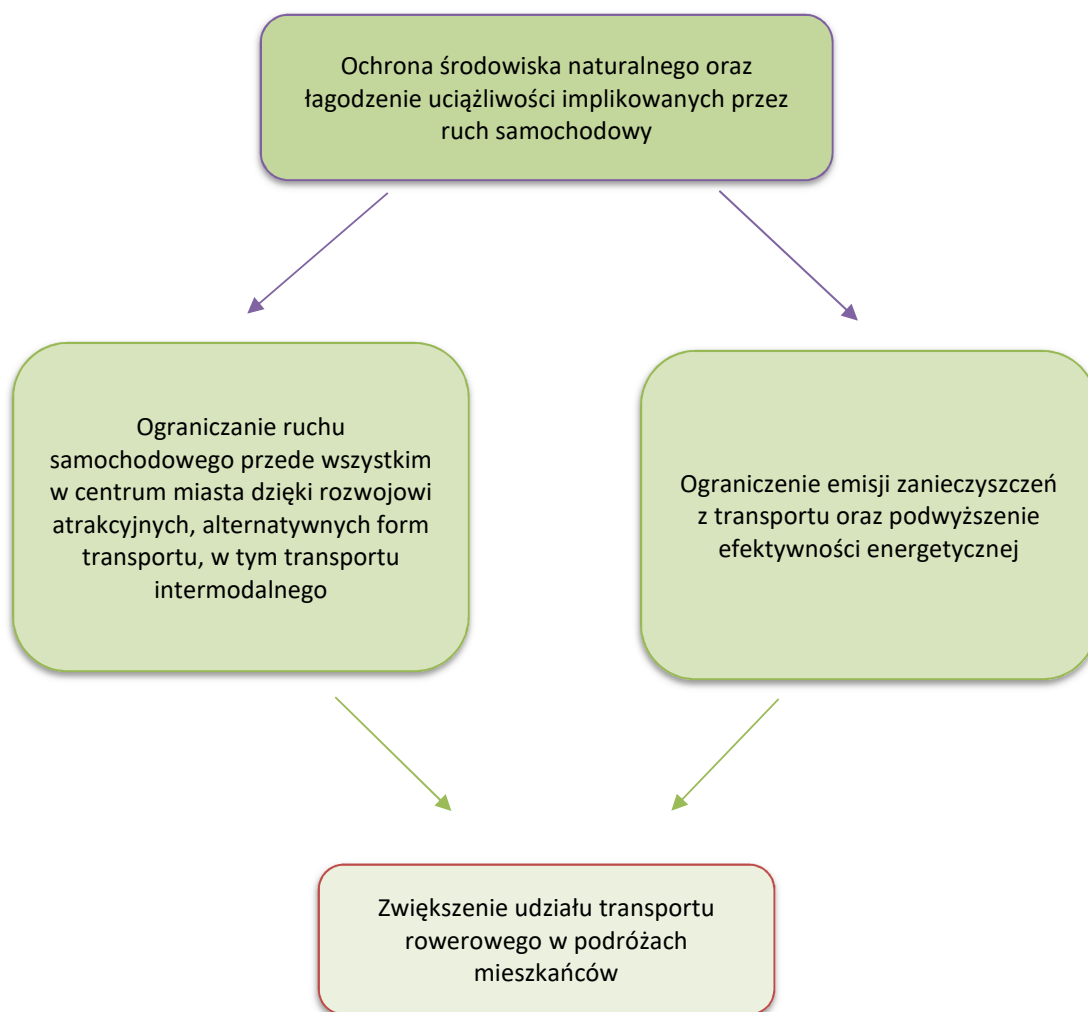 Ochrona środowiska naturalnego oraz
łagodzenie uciążliwości implikowanych przez
ruch samochodowy
Ograniczanie ruchu
samochodowego przede wszystkim
w centrum miasta dzięki rozwojowi
atrakcyjnych, alternatywnych form
transportu, w tym transportu
intermodalnego
Ograniczenie emisji zanieczyszczeń
z transportu oraz podwyższenie
efektywności energetycznej
Zwiększenie udziału transportu
rowerowego w podróżach
mieszkańców